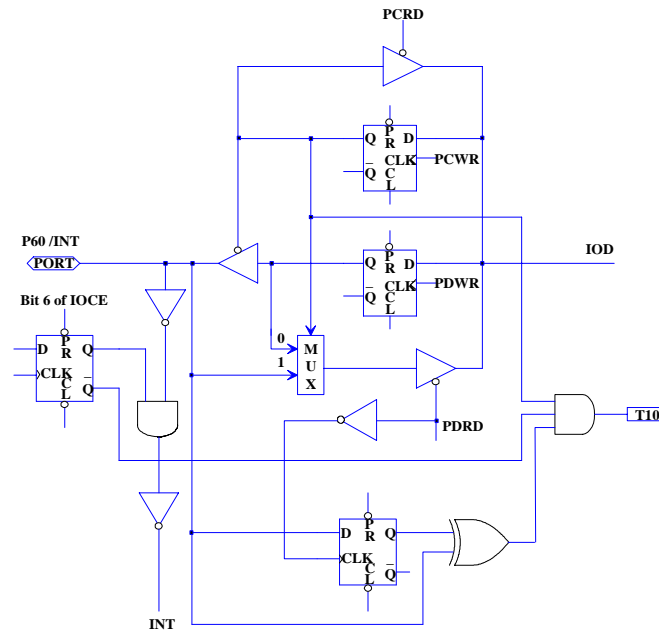 PCRD
Q P R D
CLK
Q C L
PCWR
P60 /INT
PORT
IOD
Q P R D
CLK
Q C L
PDWR
Bit 6 of IOCE
D P R Q
CLK
C L Q
0
1
M U X
PDRD
T10
D P R Q
CLK
C L Q
INT